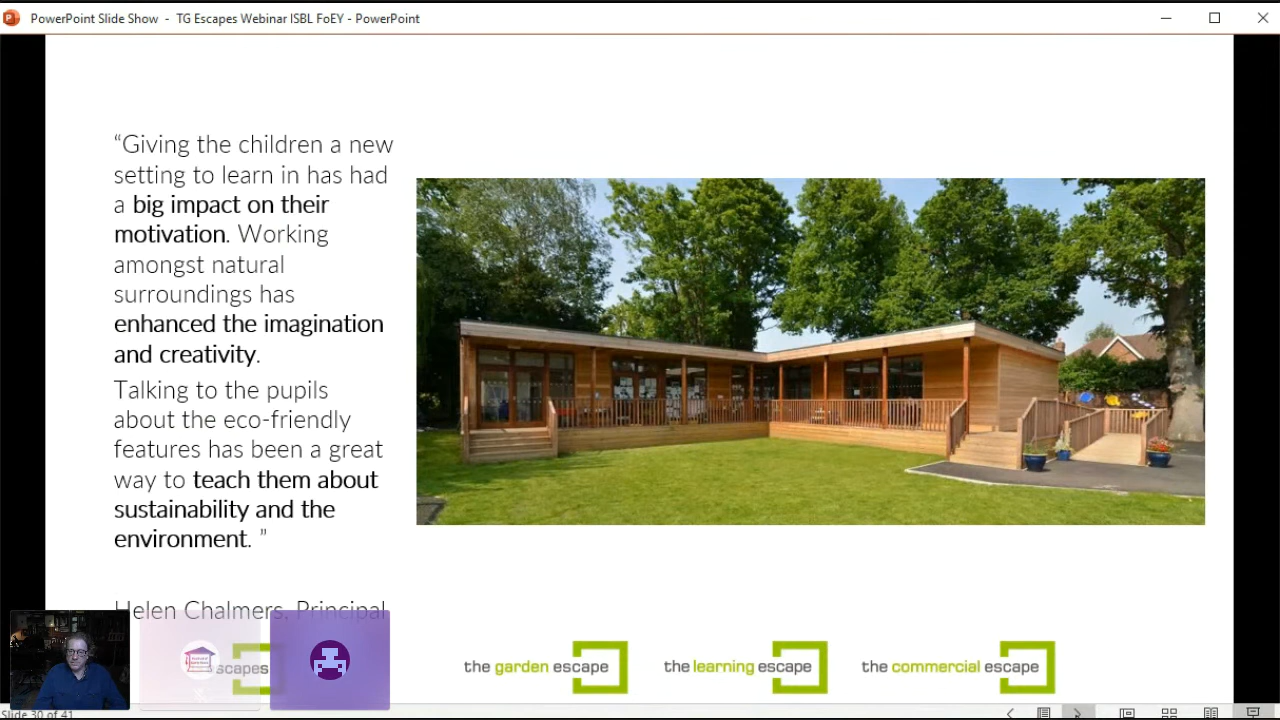 PowerPoint Slide Show - TG Escapes Webinar ISBL FoEY - PowerPoint
“Giving the children a new
setting to learn in has had
a big impact on their
motivation. Working
amongst natural
surroundings has
enhanced the imagination
and creativity.
Talking to the pupils
about the eco-friendly
features has been a great
way to teach them about
sustainability and the
environment. ”
Helen Chalmers, Principal
escapes
the garden escape
the learning escape
the commercial escape
Slide 30 of 41